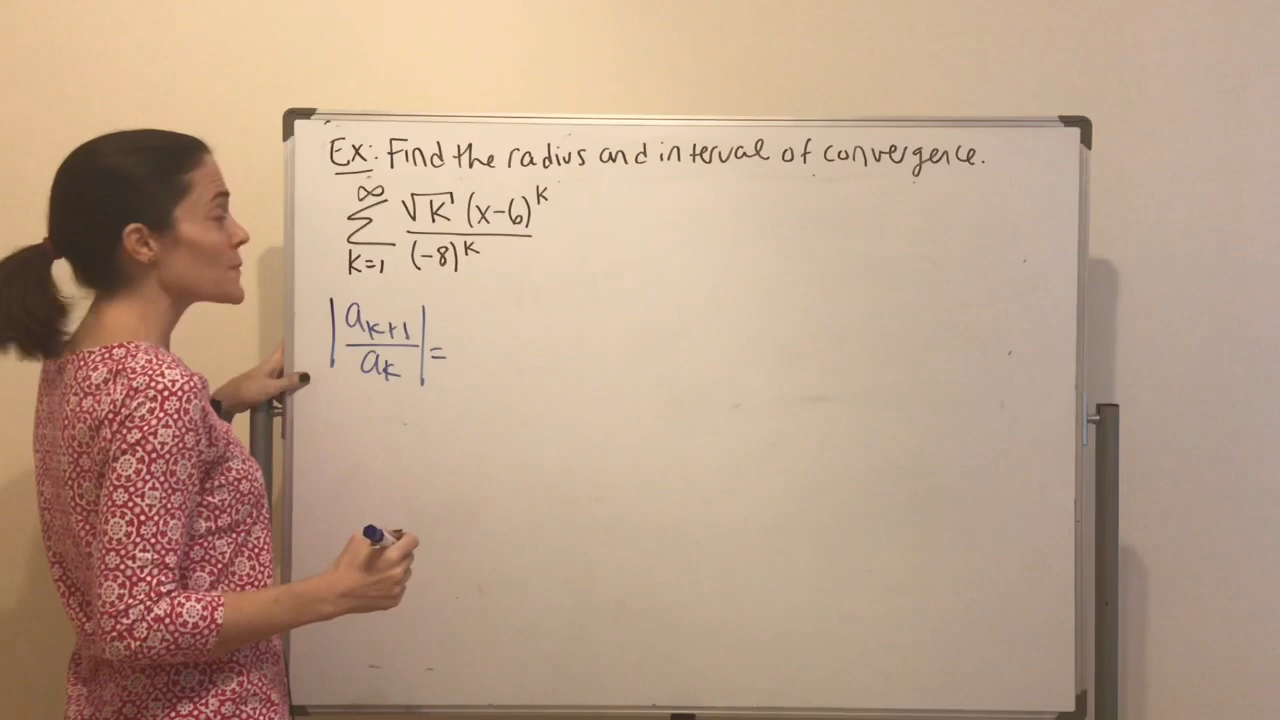 Ex: Find the radius and interval of convergence.
∞
∑ √K (x-6)^K / (-8)^K
K=1
| a_{K+1} / a_K | =